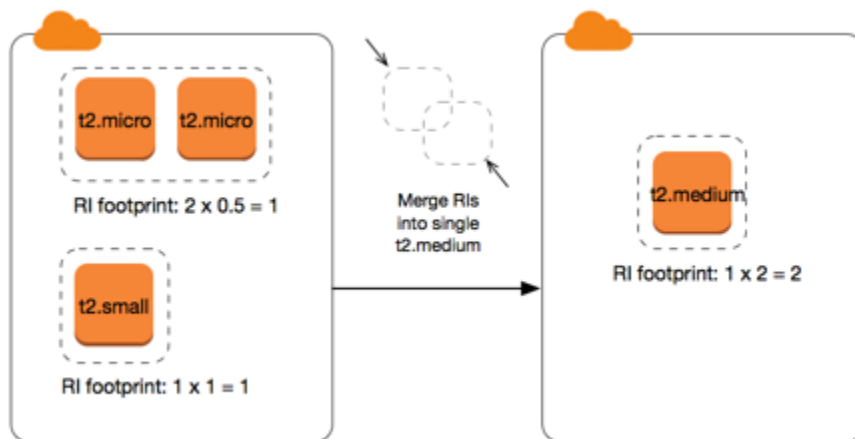 t2.micro
t2.micro
RI footprint: 2 x 0.5 = 1
t2.small
RI footprint: 1 x 1 = 1
Merge RIs
into single
t2.medium
t2.medium
RI footprint: 1 x 2 = 2